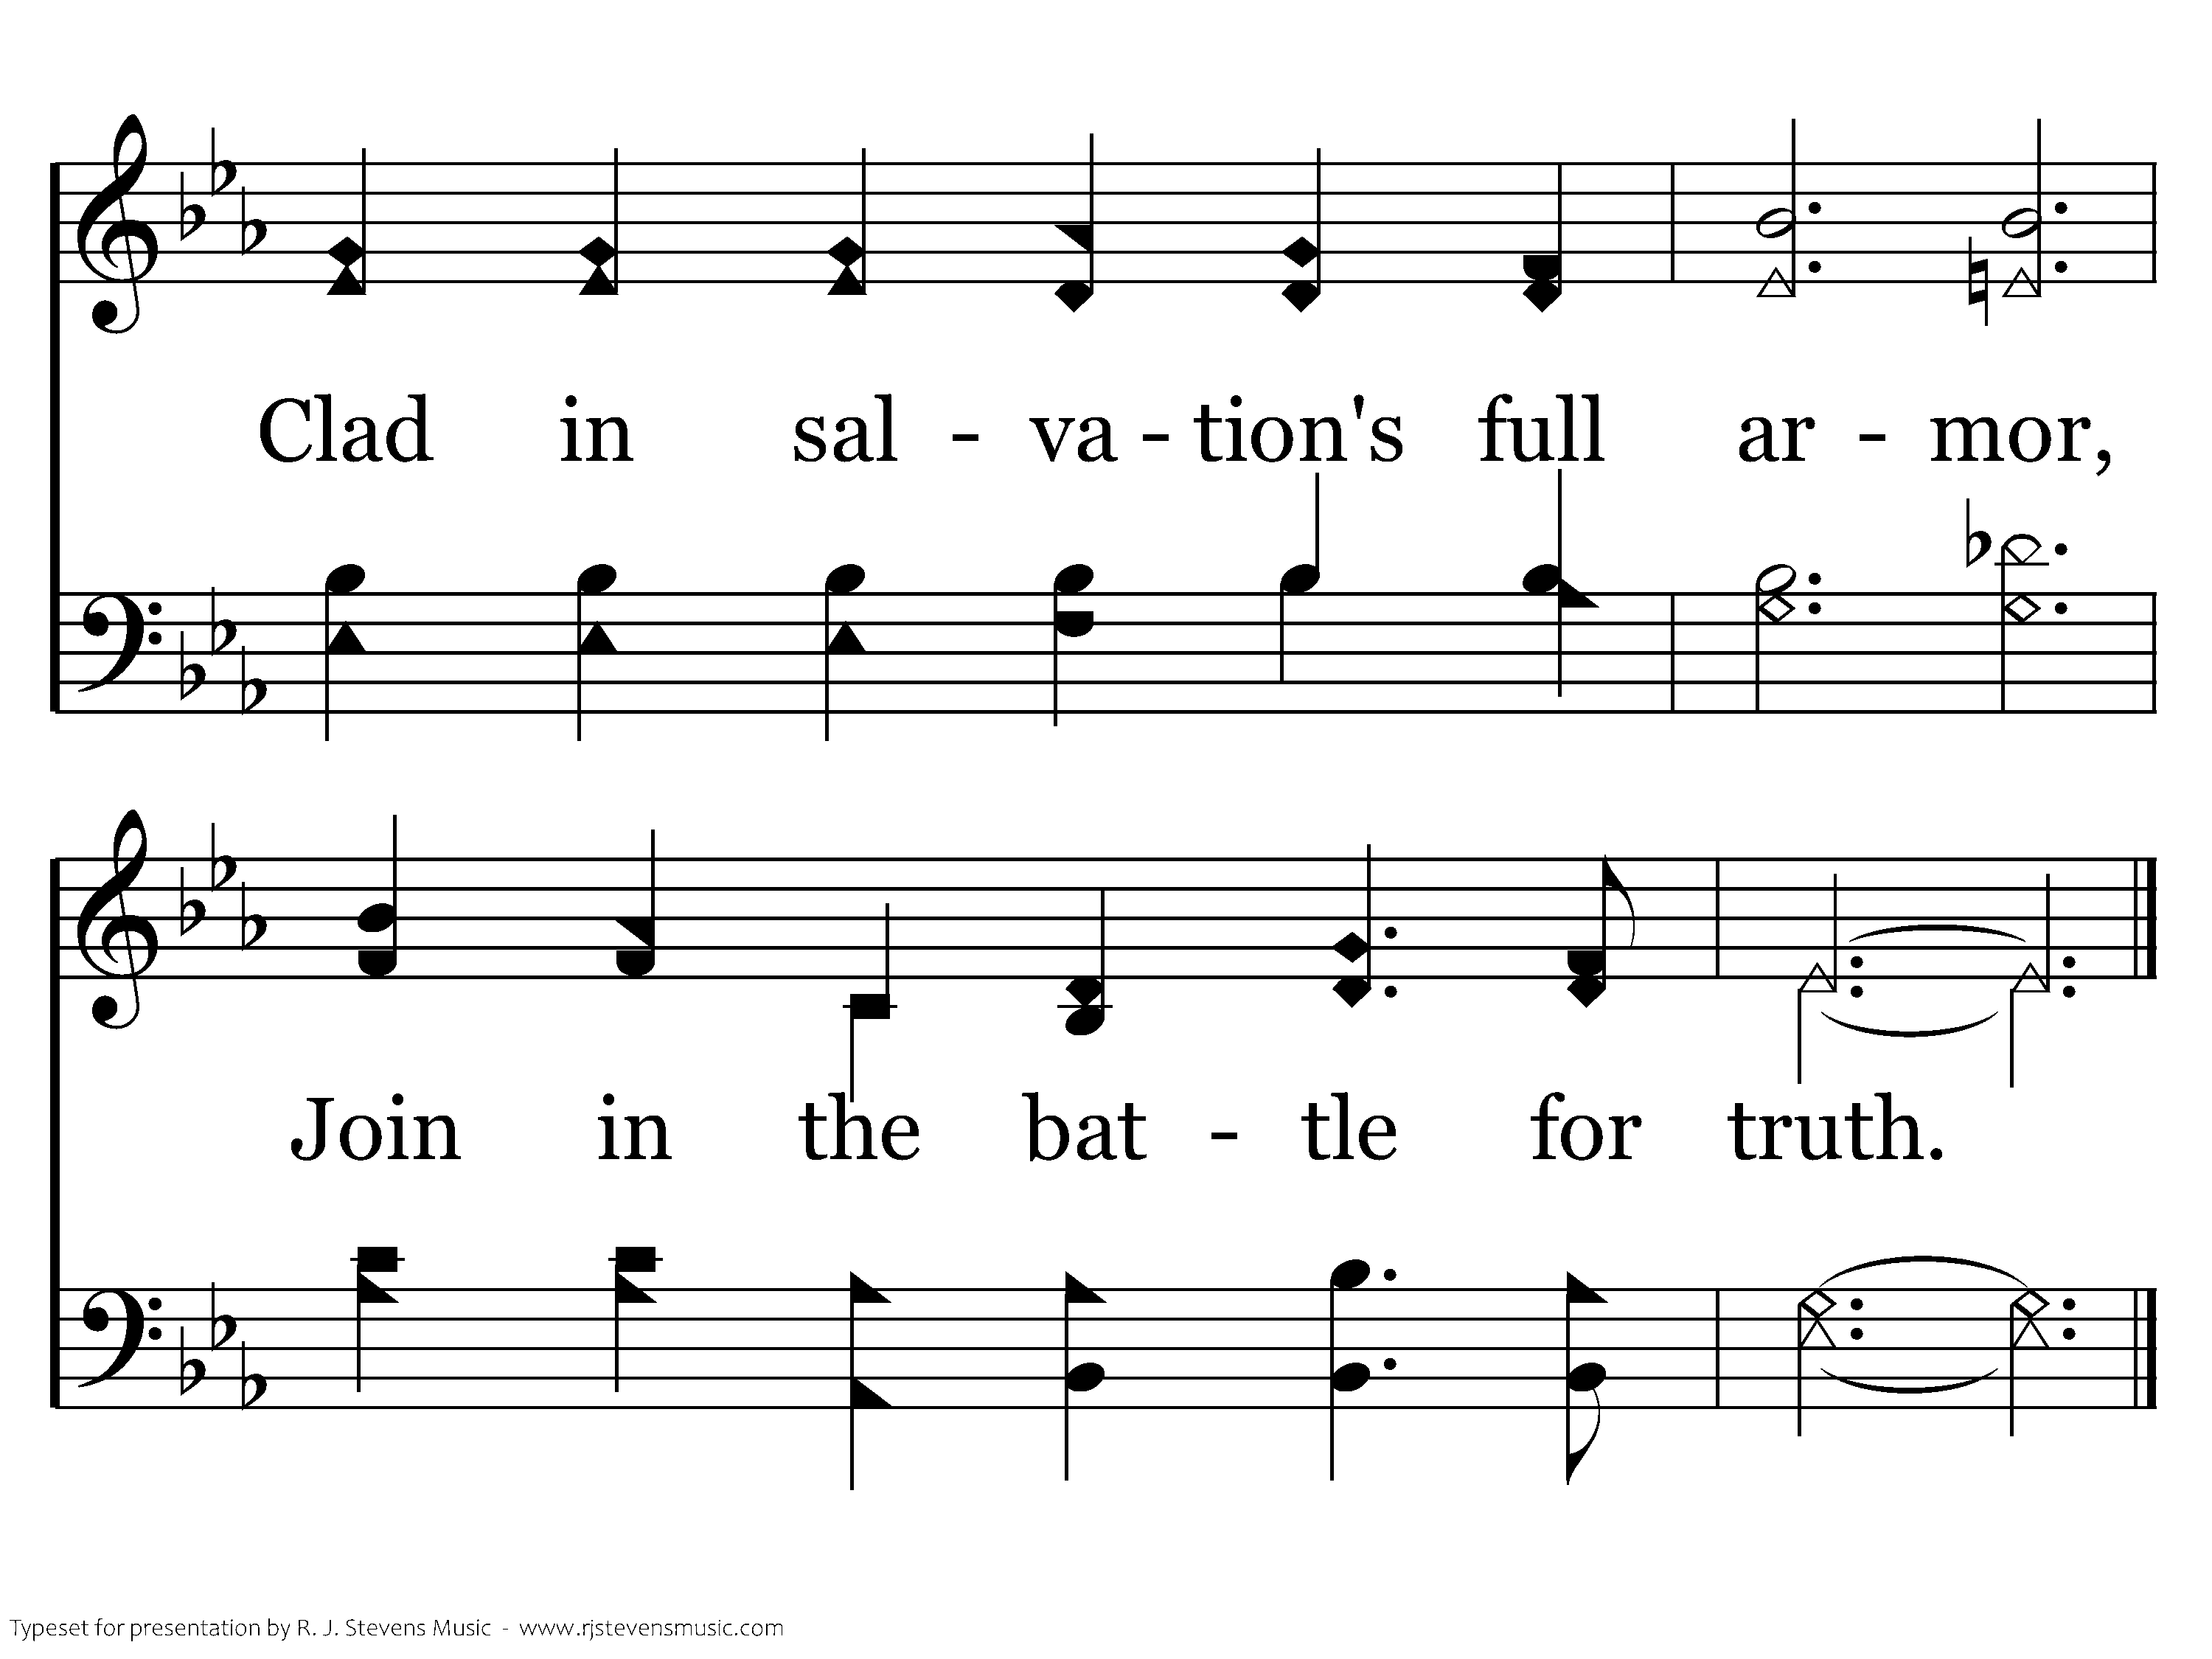 Clad in sal - va - tion's full ar - mor,
Join in the bat - tle for truth.
Typeset for presentation by R. J. Stevens Music - www.rjstevensmusic.com